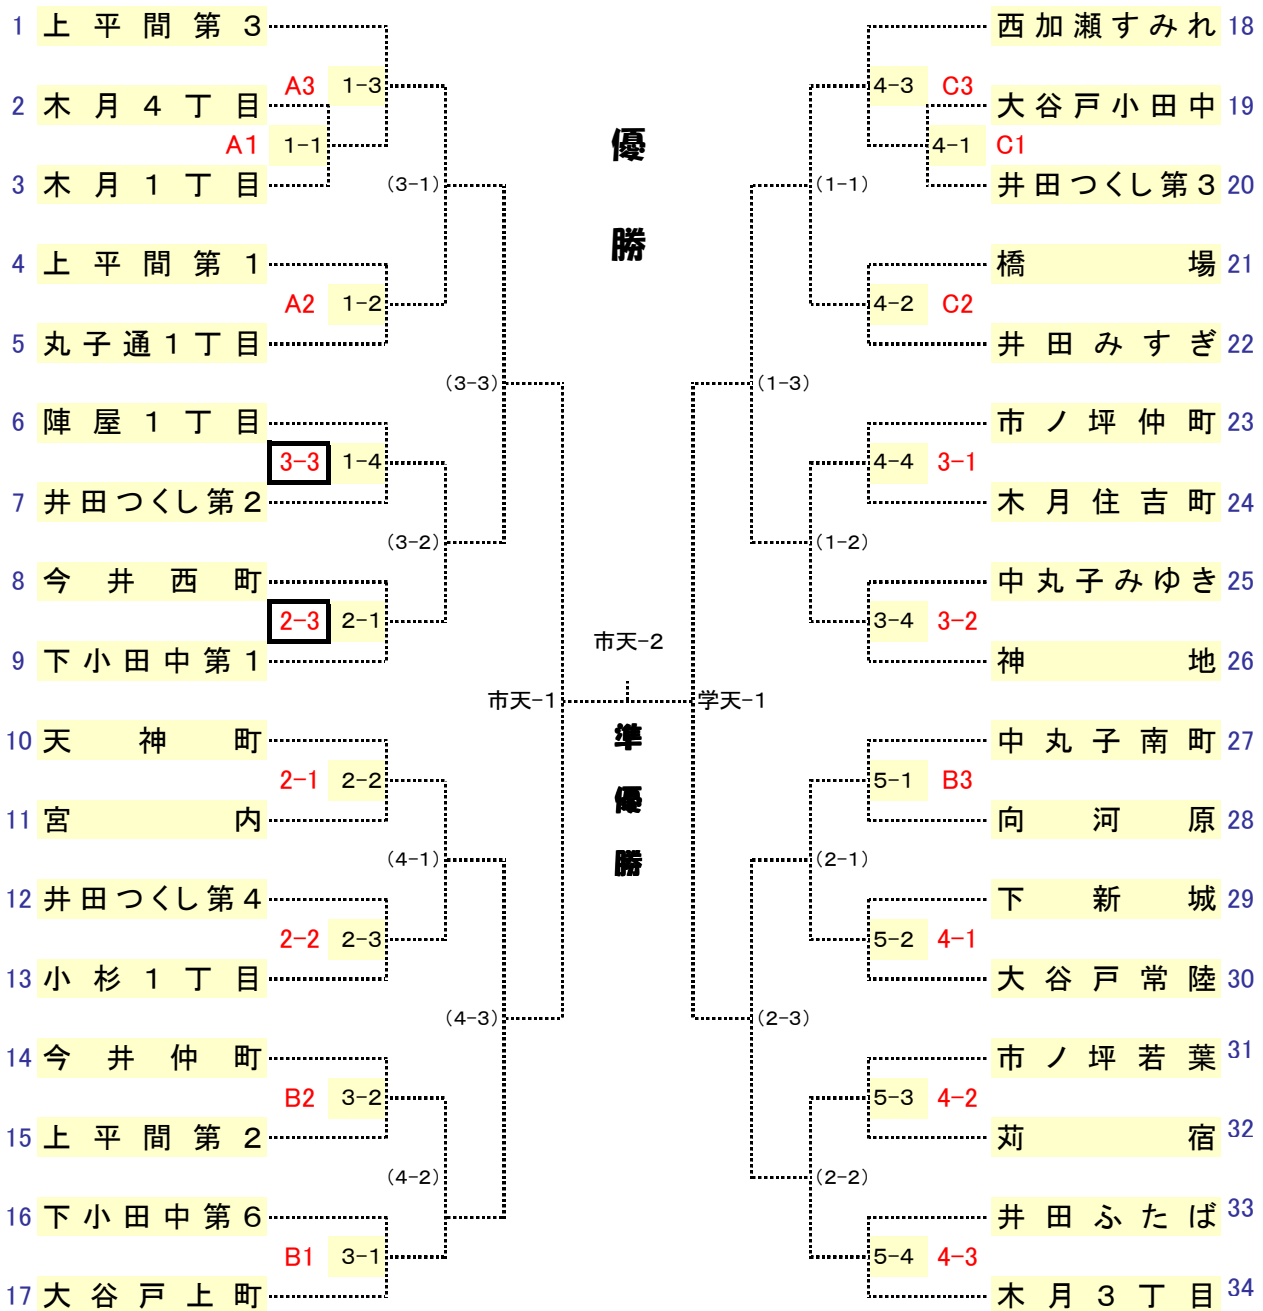 1 上平間第3
A3 1-3
2 木月4丁目
A1 1-1
3 木月1丁目
(3-1)
4 上平間第1
A2 1-2
5 丸子通1丁目
(3-3)
6 陣屋1丁目
3-3 1-4
7 井田つくし第2
(3-2)
8 今井西町
2-3 2-1
9 下小田中第1
市天-1
10 天神町
2-1 2-2
11 宮内
(4-1)
12 井田つくし第4
2-2 2-3
13 小杉1丁目
(4-3)
14 今井仲町
B2 3-2
15 上平間第2
(4-2)
16 下小田中第6
B1 3-1
17 大谷戸上町
優勝
市天-2
準優勝
西加瀬すみれ 18
4-3 C3
大谷戸小田中 19
4-1 C1
井田つくし第3 20
(1-1)
橋場 21
4-2 C2
井田みすぎ 22
(1-3)
市ノ坪仲町 23
4-4 3-1
木月住吉町 24
(1-2)
中丸子みゆき 25
3-4 3-2
神地 26
学天-1
中丸子南町 27
5-1 B3
向河原 28
(2-1)
下新城 29
5-2 4-1
大谷戸常陸 30
(2-3)
市ノ坪若葉 31
5-3 4-2
苅宿 32
(2-2)
井田ふたば 33
5-4 4-3
木月3丁目 34